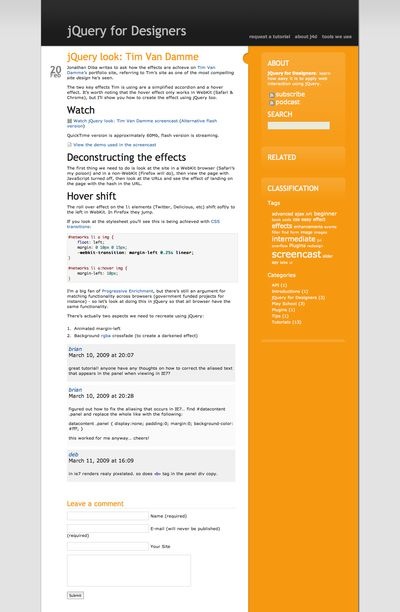 jQuery for Designers
request a tutorial about j4d tools we use
jQuery look: Tim Van Damme
20
Feb
Jonathan Diba writes to ask how the effects are achieve on Tim Van
Damme's portfolio site, referring to Tim's site as one of the most compelling
site design he's seen.
The two key effects Tim is using are a simplified accordion and a hover
effect. It's worth noting that the hover effect only works in WebKit (Safari &
Chrome), but I'll show you how to create the effect using jQuery too.
Watch
Watch jQuery look: Tim Van Damme screencast (Alternative flash
version)
QuickTime version is approximately 60Mb, flash version is streaming.
View the demo used in the screencast
Deconstructing the effects
The first thing we need to do is look at the site in a WebKit browser (Safari's
my poison) and in a non-WebKit (Firefox will do), then view the page with
JavaScript turned off, then look at the URLs and see the effect of landing on
the page with the hash in the URL.
Hover shift
The roll over effect on the li elements (Twitter, Delicious, etc) shift softly to
the left in WebKit. In Firefox they jump.
If you look at the stylesheet you'll see this is being achieved with CSS
transitions:
#networks li a img {
float: left;
margin: 0 10px 0 15px;
-webkit-transition: margin-left 0.25s linear;
}
#networks li a:hover img {
margin-left: 10px;
}
I'm a big fan of Progressive Enrichment, but there's still an argument for
matching functionality across browsers (government funded projects for
instance) - so let's look at doing this in jQuery so that all browser have the
same functionality.
There's actually two aspects we need to recreate using jQuery:
1. Animated margin-left
2. Background rgba crossfade (to create a darkened effect)
brian
March 10, 2009 at 20:07
great tutorial! anyone have any thoughts on how to correct the aliased text
that appears in the panel when viewing in IE7?
brian
March 10, 2009 at 20:28
figured out how to fix the aliasing that occurs in IE7.. find #datacontent
.panel and replace the whole like with the following:
datacontent .panel { display:none; padding:0; margin:0; background-color:
#fff; }
this worked for me anyway... cheers!
deb
March 11, 2009 at 16:09
in ie7 renders realy pixelated. so does <b> tag in the panel div copy.
Leave a comment
Name (required)
E-mail (will never be published)
(required)
Your Site
Submit
ABOUT
jQuery for Designers: learn
how easy it is to apply web
interaction using jQuery.
subscribe
podcast
SEARCH
RELATED
CLASSIFICATION
Tags
advanced ajax art beginner
easy effect
effects enhancements events
image images
intermediate
overflow Plugins
screencast slider
Categories
API (1)
Introductions (1)
jQuery for Designers (3)
Play School (3)
Plugins (3)
Tips (1)
Tutorials (13)